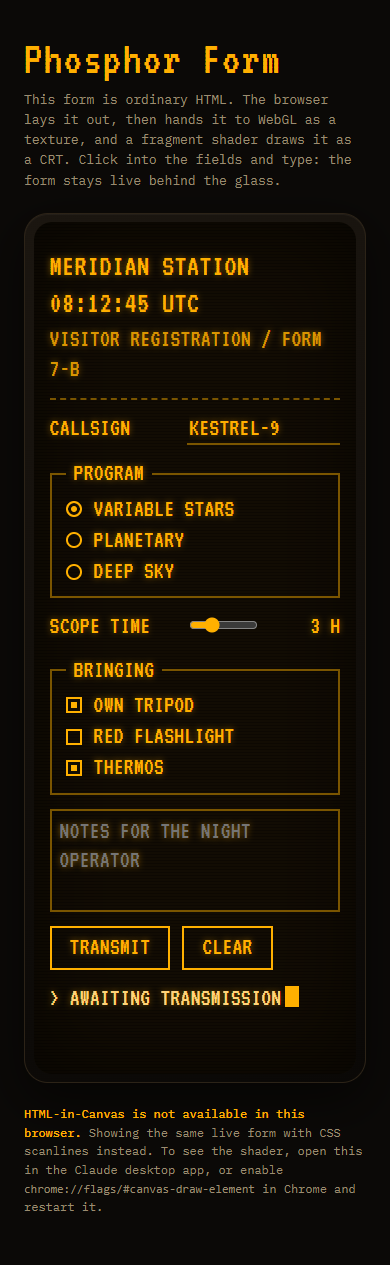 Phosphor Form
This form is ordinary HTML. The browser
lays it out, then hands it to WebGL as a
texture, and a fragment shader draws it as
a CRT. Click into the fields and type: the
form stays live behind the glass.
MERIDIAN STATION
08:12:45 UTC
VISITOR REGISTRATION / FORM
7-B
CALLSIGN KESTREL-9
PROGRAM
VARIABLE STARS
PLANETARY
DEEP SKY
SCOPE TIME 3 H
BRINGING
OWN TRIPOD
RED FLASHLIGHT
THERMOS
NOTES FOR THE NIGHT
OPERATOR
TRANSMIT CLEAR
> AWAITING TRANSMISSION
HTML-in-Canvas is not available in this
browser. Showing the same live form with CSS
scanlines instead. To see the shader, open this
in the Claude desktop app, or enable
chrome://flags/#canvas-draw-element in Chrome and
restart it.